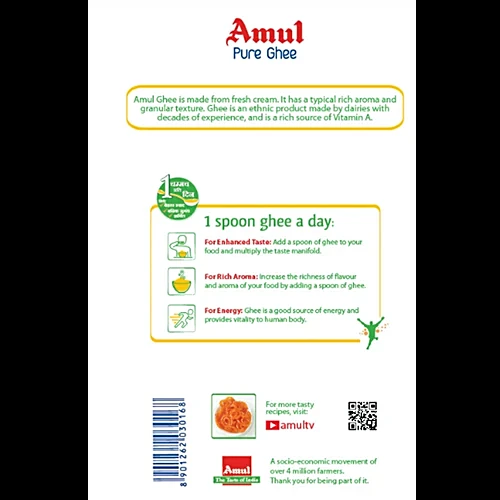 Amul
Pure Ghee
Amul Ghee is made from fresh cream. It has a typical rich aroma and
granular texture. Ghee is an ethnic product made by dairies with
decades of experience, and is a rich source of Vitamin A.
1 चम्मच
प्रति
दिन
1 spoon ghee a day:
For Enhanced Taste: Add a spoon of ghee to your
food and multiply the taste manifold.
For Rich Aroma: Increase the richness of flavour
and aroma of your food by adding a spoon of ghee.
For Energy: Ghee is a good source of energy and
provides vitality to human body.
For more tasty
recipes, visit:
amultv
8901262030168
Amul
The Taste of India
A socio-economic movement of
over 4 million farmers.
Thank you for being part of it.